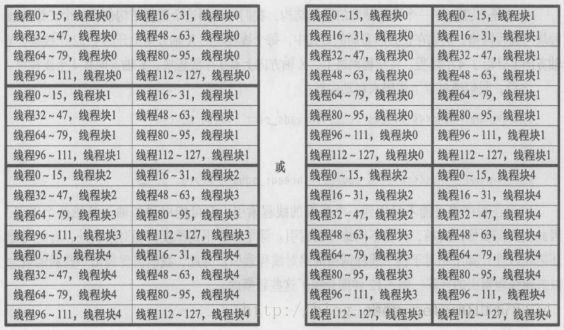 线程0～15，线程块0 线程16～31，线程块0
线程32～47，线程块0 线程48～63，线程块0
线程64～79，线程块0 线程80～95，线程块0
线程96～111，线程块0 线程112～127，线程块0
线程0～15，线程块1 线程16～31，线程块1
线程32～47，线程块1 线程48～63，线程块1
线程64～79，线程块1 线程80～95，线程块1
线程96～111，线程块1 线程112～127，线程块1
线程0～15，线程块2 线程16～31，线程块2
线程32～47，线程块2 线程48～63，线程块3
线程64～79，线程块3 线程80～95，线程块3
线程96～111，线程块3 线程112～127，线程块3
线程0～15，线程块4 线程16～31，线程块4
线程32～47，线程块4 线程48～63，线程块4
线程64～79，线程块4 线程80～95，线程块4
线程96～111，线程块4 线程112～127，线程块4
或
线程0～15，线程块0 线程0～15，线程块1
线程16～31，线程块0 线程16～31，线程块1
线程32～47，线程块0 线程32～47，线程块1
线程48～63，线程块0 线程48～63，线程块1
线程64～79，线程块0 线程64～79，线程块1
线程80～95，线程块0 线程80～95，线程块1
线程96～111，线程块0 线程96～111，线程块1
线程112～127，线程块0 线程112～127，线程块1
线程0～15，线程块2 线程0～15，线程块4
线程16～31，线程块2 线程16～31，线程块4
线程32～47，线程块2 线程32～47，线程块4
线程48～63，线程块3 线程48～63，线程块4
线程64～79，线程块3 线程64～79，线程块4
线程80～95，线程块3 线程80～95，线程块4
线程96～111，线程块3 线程96～111，线程块4
线程112～127，线程块3 线程112～127，线程块4